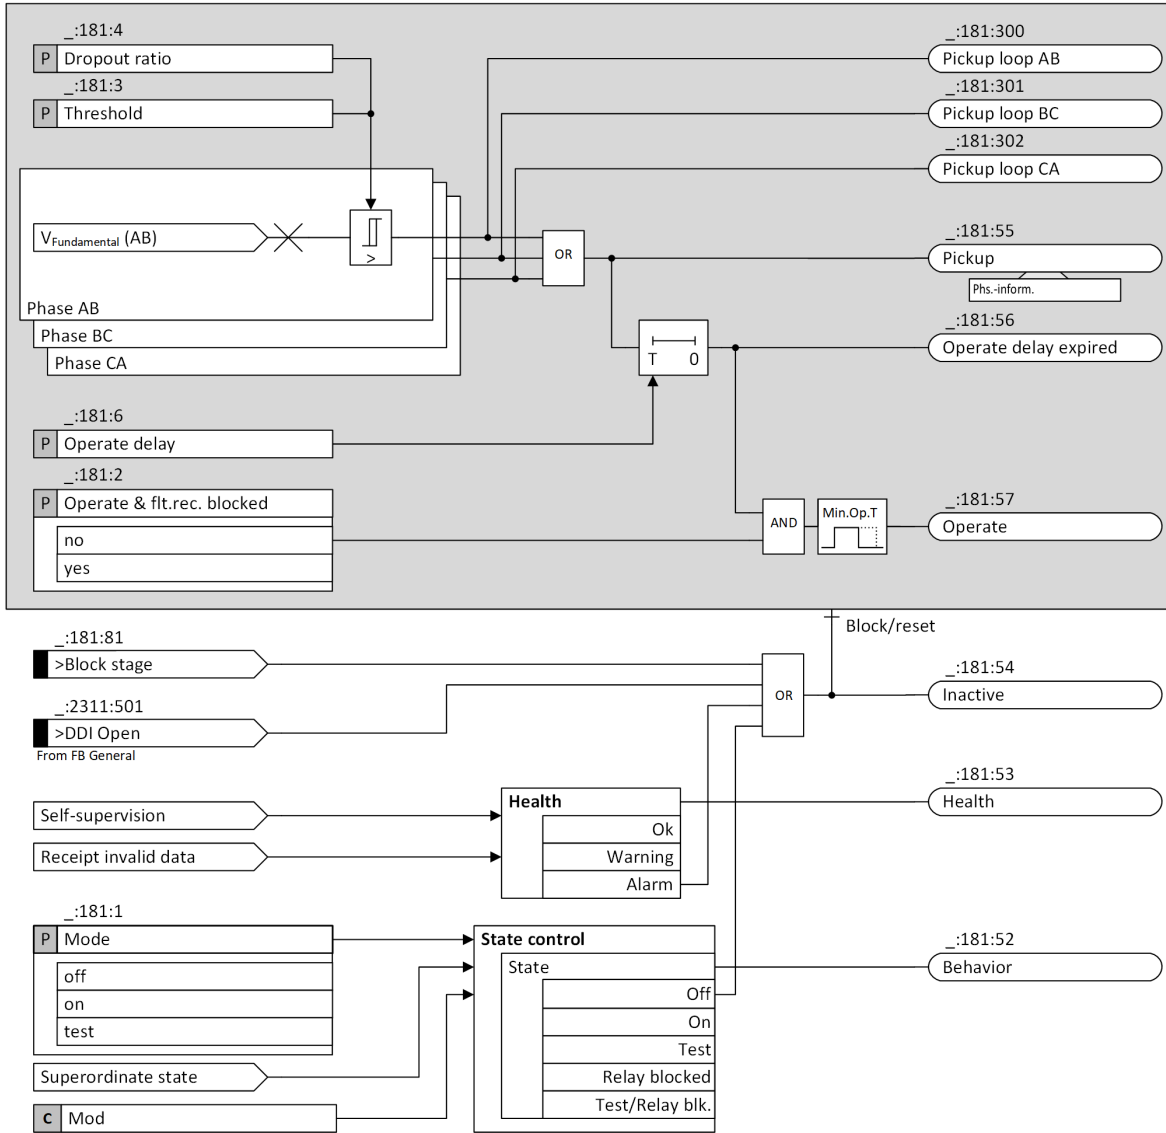 _:181:4
P Dropout ratio
_:181:3
P Threshold
V Fundamental (AB)
>
Phase AB
Phase BC
Phase CA
OR
_:181:300
Pickup loop AB
_:181:301
Pickup loop BC
_:181:302
Pickup loop CA
_:181:55
Pickup
Phs.-inform.
T 0
_:181:56
Operate delay expired
_:181:6
P Operate delay
_:181:2
P Operate & flt.rec. blocked
no
yes
AND
Min.Op.T
_:181:57
Operate
Block/reset
_:181:81
>Block stage
_:2311:501
>DDI Open
From FB General
OR
_:181:54
Inactive
Self-supervision
Receipt invalid data
Health
Ok
Warning
Alarm
_:181:53
Health
_:181:1
P Mode
off
on
test
Superordinate state
C Mod
State control
State
Off
On
Test
Relay blocked
Test/Relay blk.
_:181:52
Behavior